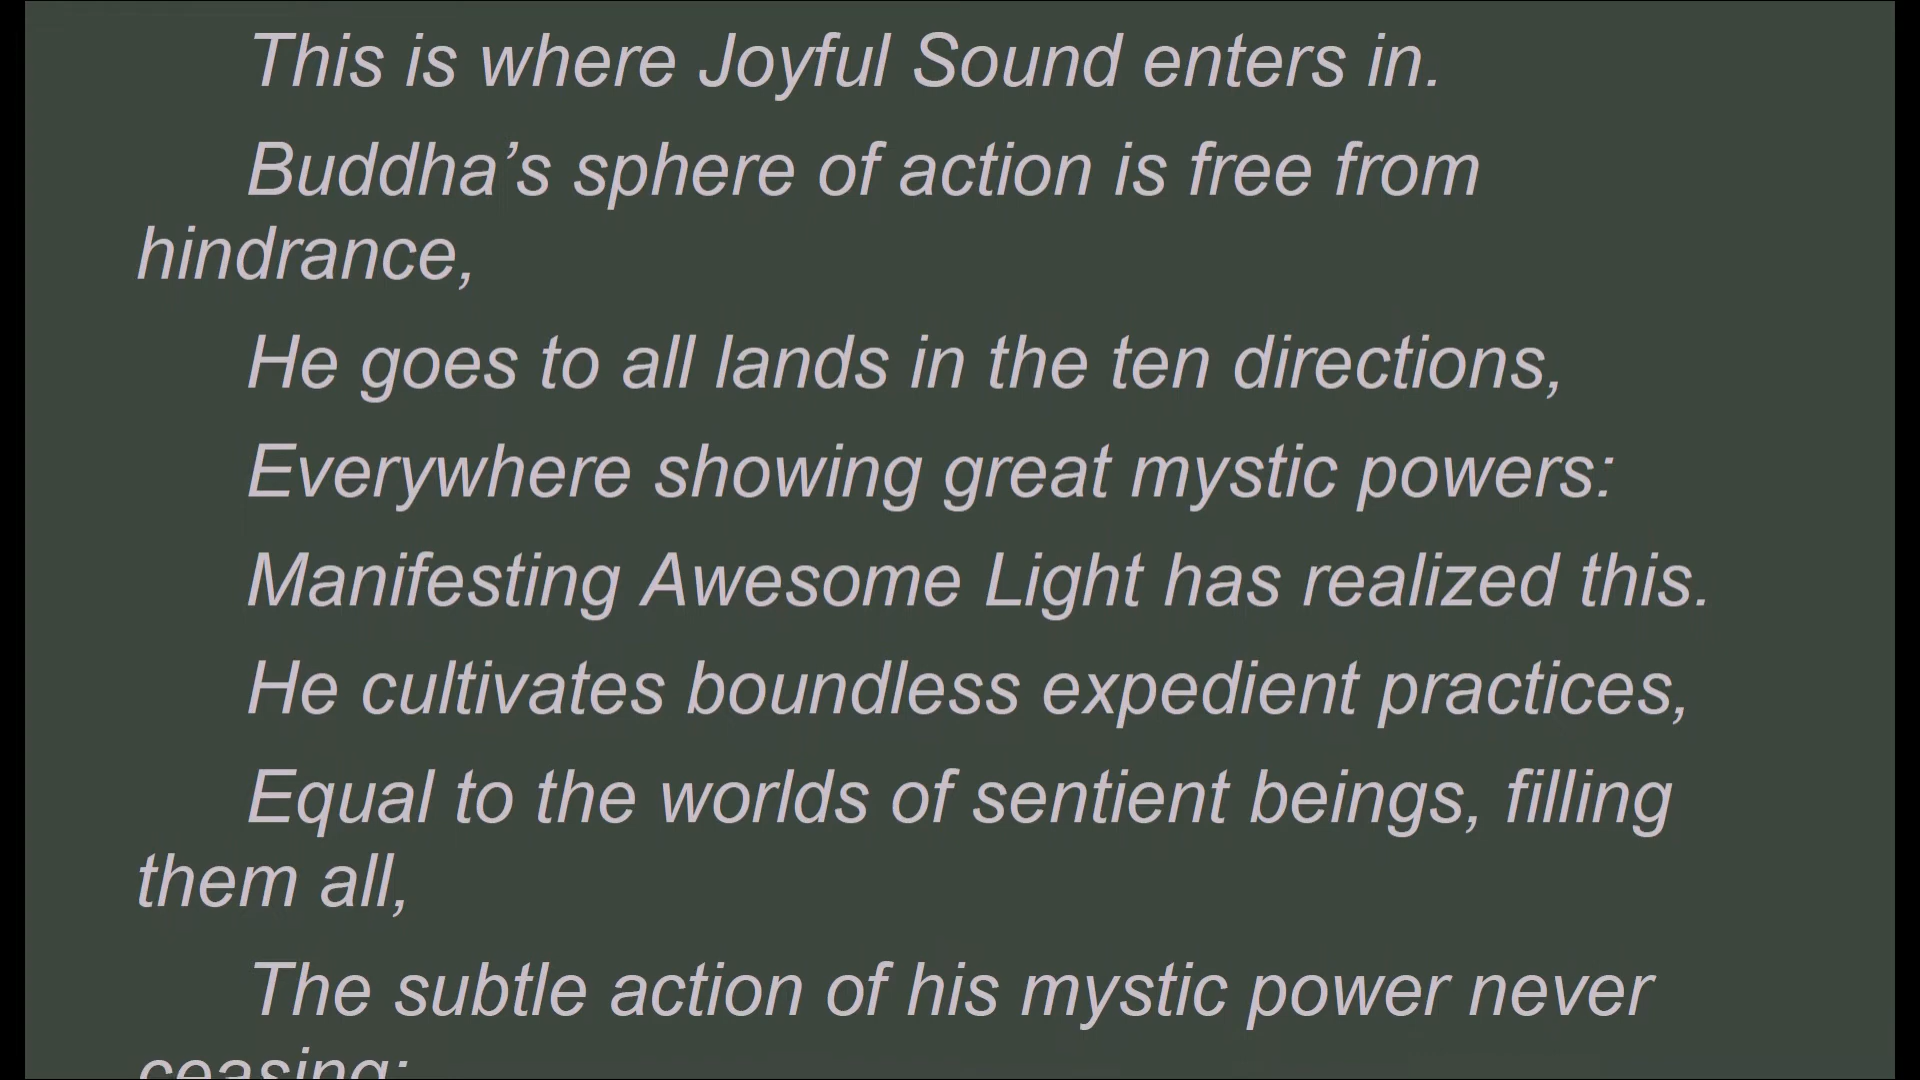 This is where Joyful Sound enters in.
Buddha’s sphere of action is free from
hindrance,
He goes to all lands in the ten directions,
Everywhere showing great mystic powers:
Manifesting Awesome Light has realized this.
He cultivates boundless expedient practices,
Equal to the worlds of sentient beings, filling
them all,
The subtle action of his mystic power never
ceasing: